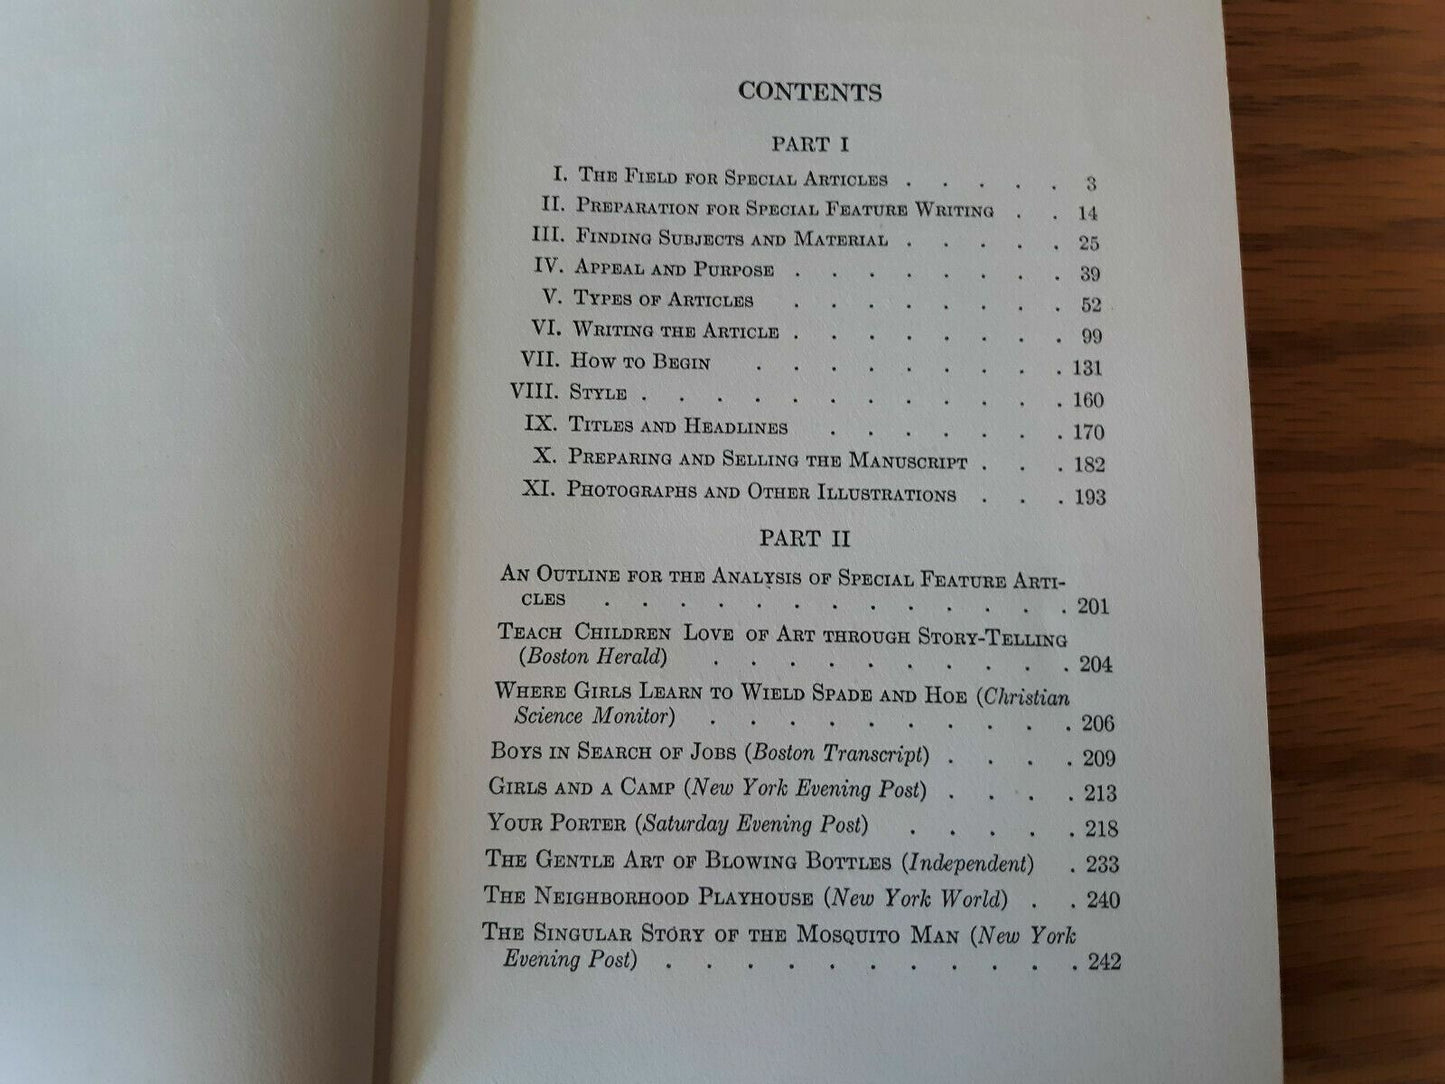 CONTENTS
PART I
I. THE FIELD FOR SPECIAL ARTICLES . . . . . 3
II. PREPARATION FOR SPECIAL FEATURE WRITING . . 14
III. FINDING SUBJECTS AND MATERIAL . . . . . 25
IV. APPEAL AND PURPOSE . . . . . . . . 39
V. TYPES OF ARTICLES . . . . . . . . 52
VI. WRITING THE ARTICLE . . . . . . . . 99
VII. HOW TO BEGIN . . . . . . . . . 131
VIII. STYLE . . . . . . . . . . . . 160
IX. TITLES AND HEADLINES . . . . . . . 170
X. PREPARING AND SELLING THE MANUSCRIPT . . . 182
XI. PHOTOGRAPHS AND OTHER ILLUSTRATIONS . . . 193
PART II
AN OUTLINE FOR THE ANALYSIS OF SPECIAL FEATURE ARTI-
CLES . . . . . . . . . . . . . 201
TEACH CHILDREN LOVE OF ART THROUGH STORY-TELLING
(Boston Herald) . . . . . . . . . . 204
WHERE GIRLS LEARN TO WIELD SPADE AND HOE (Christian
Science Monitor) . . . . . . . . . . 206
BOYS IN SEARCH OF JOBS (Boston Transcript) . . . . 209
GIRLS AND A CAMP (New York Evening Post) . . . . 213
YOUR PORTER (Saturday Evening Post) . . . . . 218
THE GENTLE ART OF BLOWING BOTTLES (Independent) . 233
THE NEIGHBORHOOD PLAYHOUSE (New York World) . . 240
THE SINGULAR STORY OF THE MOSQUITO MAN (New York
Evening Post) . . . . . . . . . . . 242